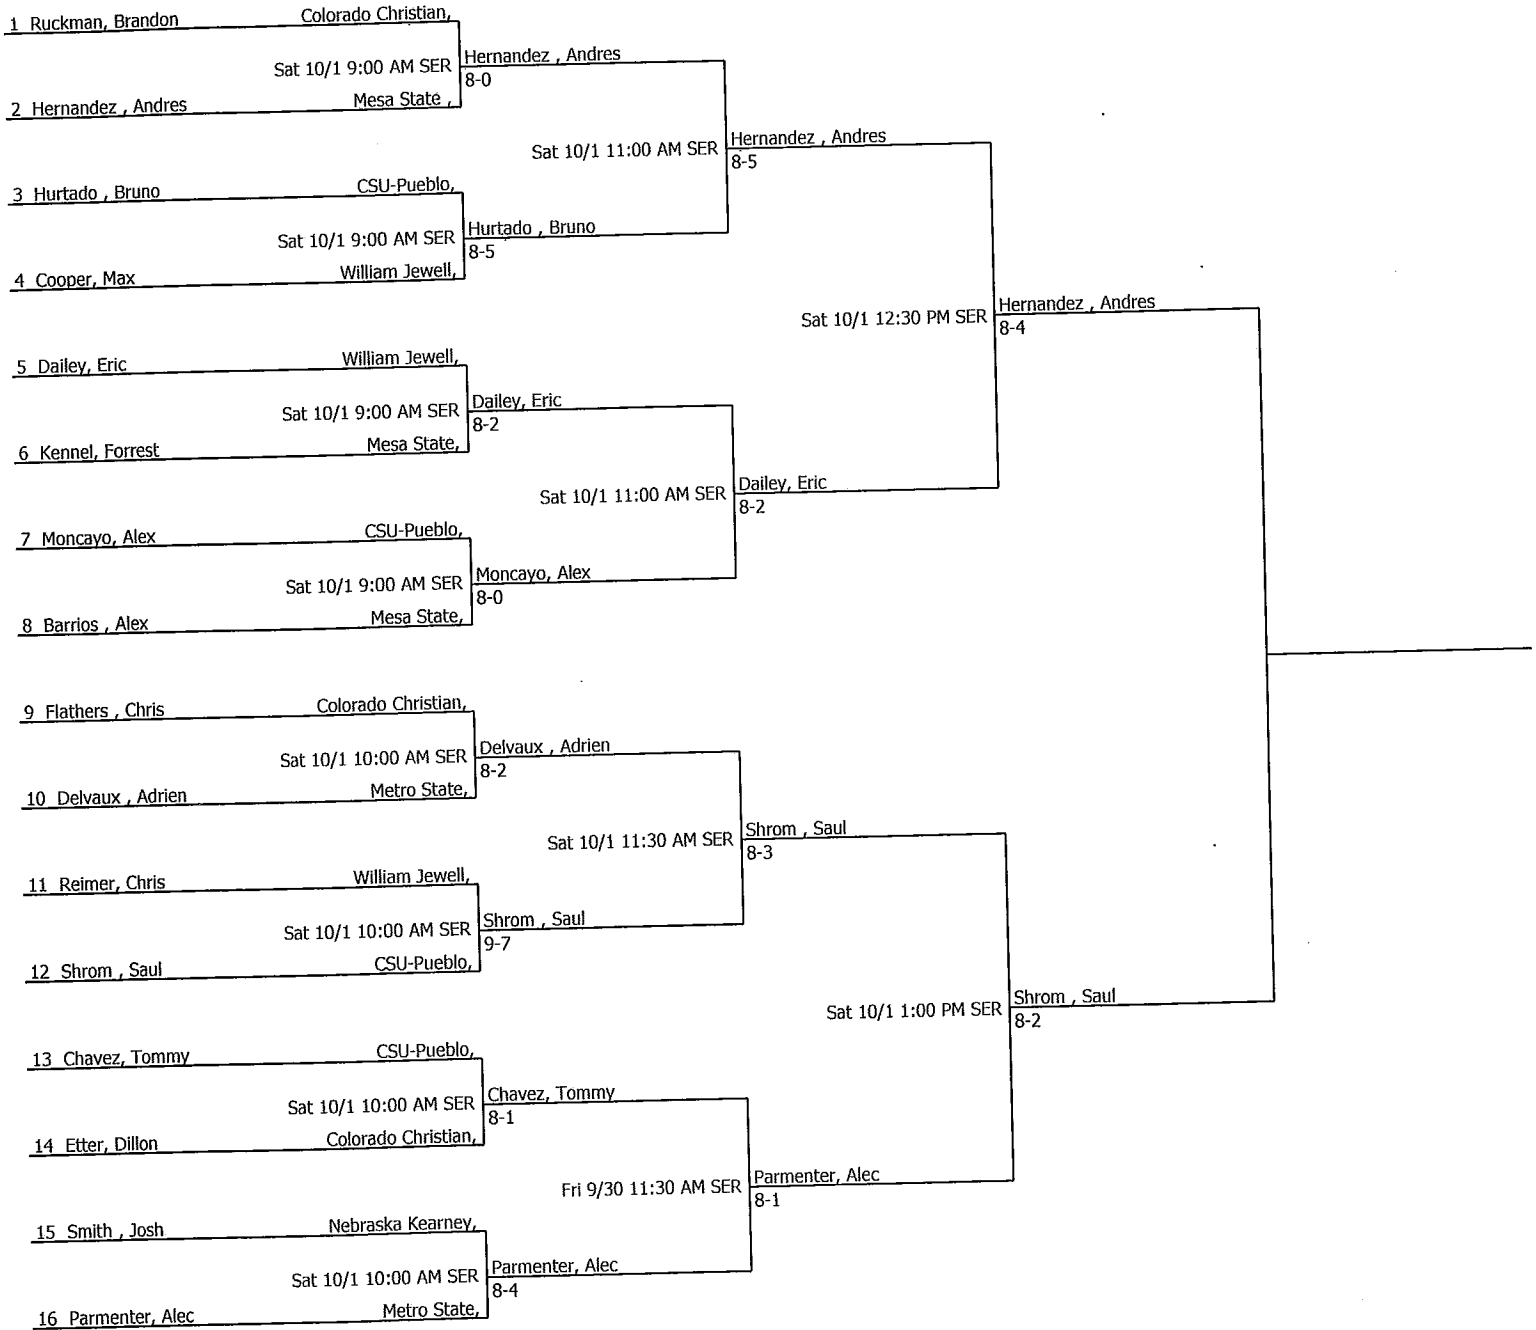 1 Ruckman, Brandon Colorado Christian,
Sat 10/1 9:00 AM SER
Hernandez , Andres
8-0
2 Hernandez , Andres Mesa State ,
Sat 10/1 11:00 AM SER
Hernandez , Andres
8-5
3 Hurtado , Bruno CSU-Pueblo,
Sat 10/1 9:00 AM SER
Hurtado , Bruno
8-5
4 Cooper, Max William Jewell,
Sat 10/1 12:30 PM SER
Hernandez , Andres
8-4
5 Dailey, Eric William Jewell,
Sat 10/1 9:00 AM SER
Dailey, Eric
8-2
6 Kennel, Forrest Mesa State,
Sat 10/1 11:00 AM SER
Dailey, Eric
8-2
7 Moncayo, Alex CSU-Pueblo,
Sat 10/1 9:00 AM SER
Moncayo, Alex
8-0
8 Barrios , Alex Mesa State,
9 Flathers , Chris Colorado Christian,
Sat 10/1 10:00 AM SER
Delvaux , Adrien
8-2
10 Delvaux , Adrien Metro State,
Sat 10/1 11:30 AM SER
Shrom , Saul
8-3
11 Reimer, Chris William Jewell,
Sat 10/1 10:00 AM SER
Shrom , Saul
9-7
12 Shrom , Saul CSU-Pueblo,
Sat 10/1 1:00 PM SER
Shrom , Saul
8-2
13 Chavez, Tommy CSU-Pueblo,
Sat 10/1 10:00 AM SER
Chavez, Tommy
8-1
14 Etter, Dillon Colorado Christian,
Fri 9/30 11:30 AM SER
Parmenter, Alec
8-1
15 Smith , Josh Nebraska Kearney,
Sat 10/1 10:00 AM SER
Parmenter, Alec
8-4
16 Parmenter, Alec Metro State,